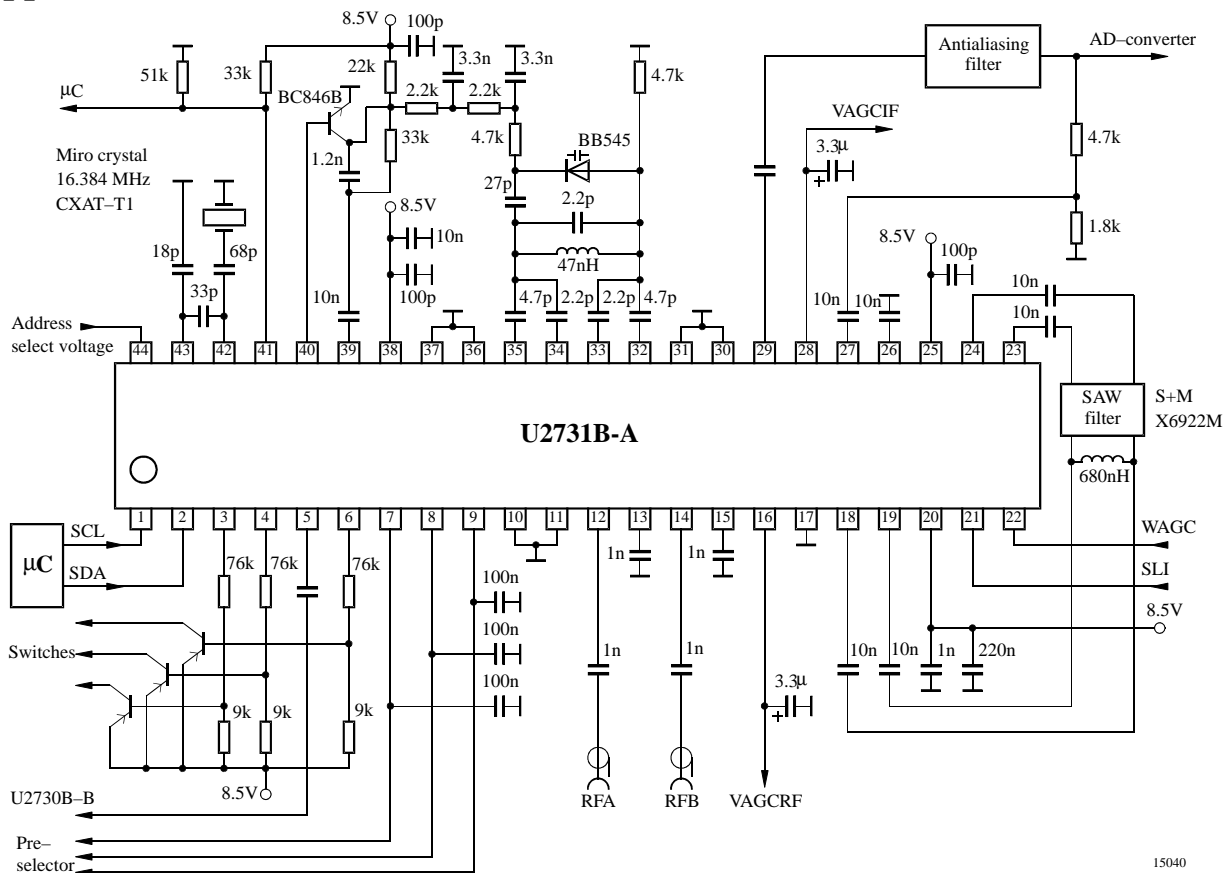 8.5V
100p
3.3n
3.3n
51k
33k
22k
2.2k
2.2k
4.7k
Antialiasing
filter
AD–converter
µC
BC846B
VAGCIF
33k
4.7k
BB545
4.7k
3.3µ
+
Miro crystal
16.384 MHz
CXAT–T1
1.2n
27p
2.2p
8.5V
1.8k
18p
68p
10n
47nH
8.5V
100p
33p
10n
100p
4.7p
2.2p
2.2p
4.7p
10n
10n
10n
10n
Address
select voltage
44
43
42
41
40
39
38
37
36
35
34
33
32
31
30
29
28
27
26
25
24
23
SAW
filter
S+M
X6922M
U2731B-A
680nH
1
2
3
4
5
6
7
8
9
10
11
12
13
14
15
16
17
18
19
20
21
22
SCL
WAGC
µC
SDA
76k
76k
76k
1n
1n
SLI
100n
8.5V
Switches
100n
1n
1n
10n
10n
1n
220n
100n
3.3µ
+
9k
9k
9k
8.5V
U2730B–B
RFA
RFB
VAGCRF
Pre–
selector
15040